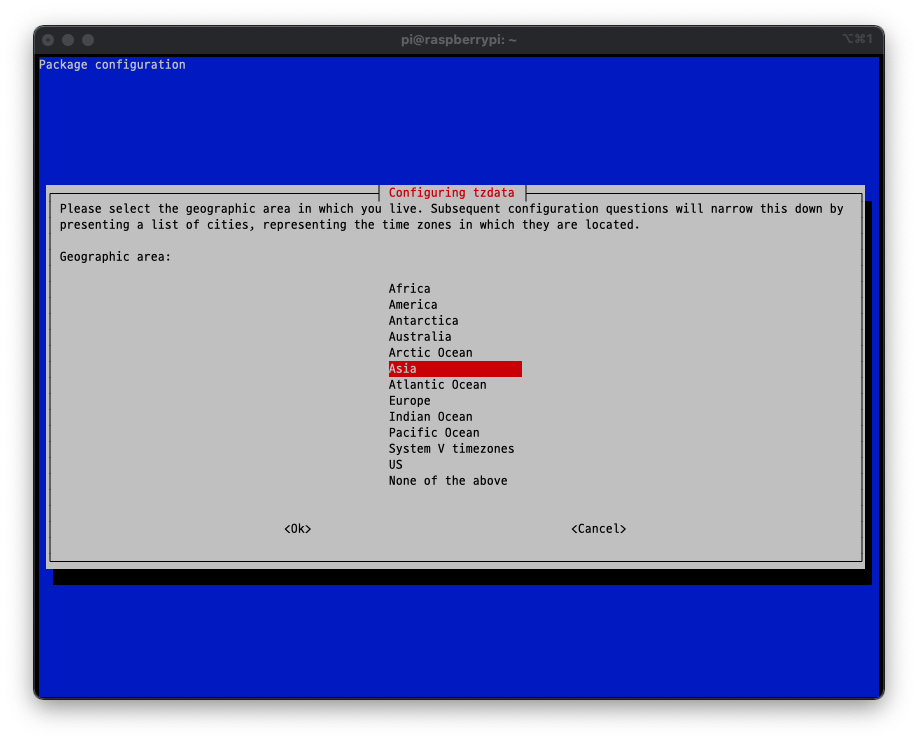 pi@raspberrypi: ~
⌥⌘1
Package configuration
Configuring tzdata
Please select the geographic area in which you live. Subsequent configuration questions will narrow this down by
presenting a list of cities, representing the time zones in which they are located.
Geographic area:
Africa
America
Antarctica
Australia
Arctic Ocean
Asia
Atlantic Ocean
Europe
Indian Ocean
Pacific Ocean
System V timezones
US
None of the above
<Ok> <Cancel>